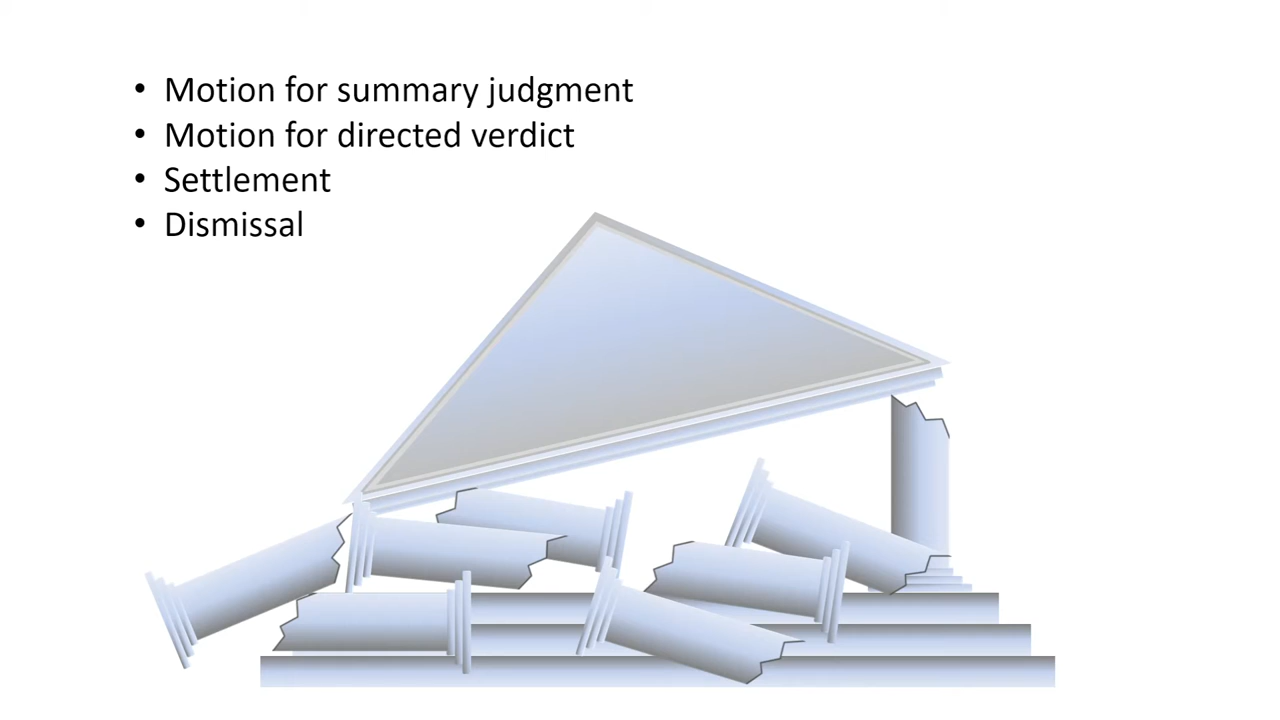 • Motion for summary judgment
• Motion for directed verdict
• Settlement
• Dismissal